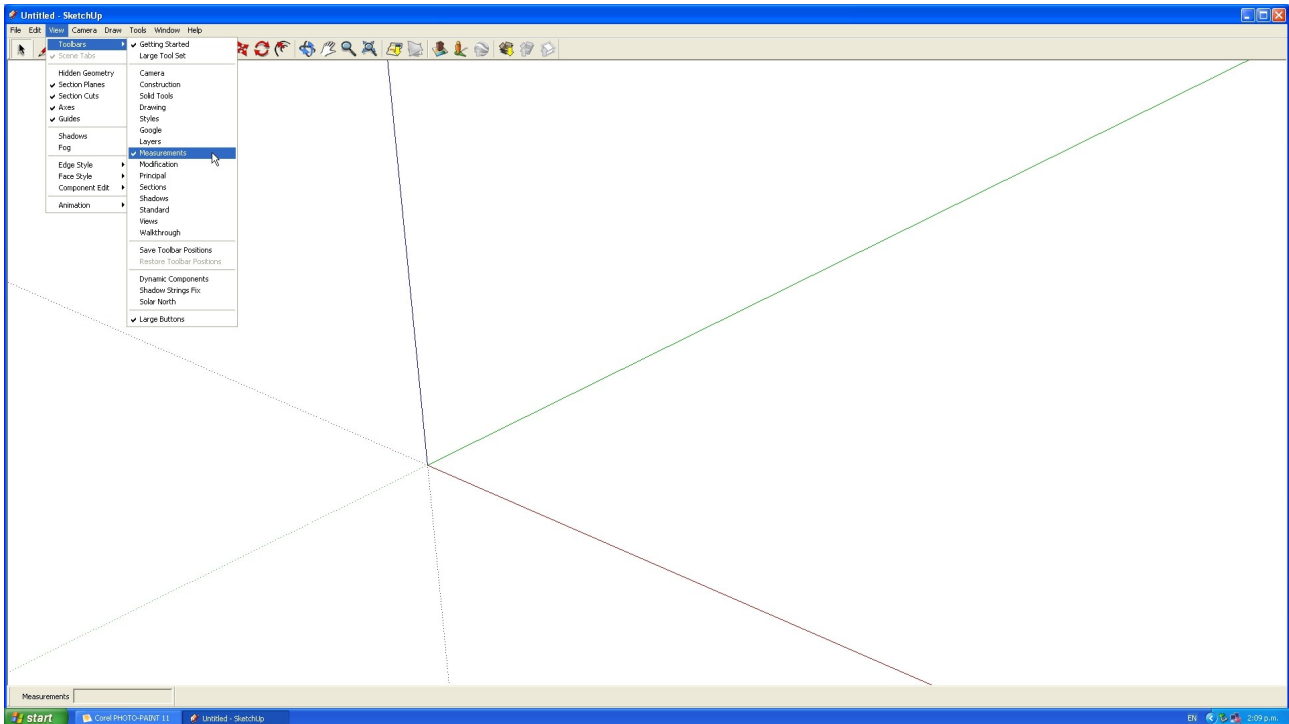 Untitled - SketchUp
File Edit View Camera Draw Tools Window Help
Toolbars
Scene Tabs
Hidden Geometry
Section Planes
Section Cuts
Axes
Guides
Shadows
Fog
Edge Style
Face Style
Component Edit
Animation
Getting Started
Large Tool Set
Camera
Construction
Solid Tools
Drawing
Styles
Google
Layers
Measurements
Modification
Principal
Sections
Shadows
Standard
Views
Walkthrough
Save Toolbar Positions
Restore Toolbar Positions
Dynamic Components
Shadow Strings Fix
Solar North
Large Buttons
Measurements
start Corel PHOTO-PAINT 11 Untitled - SketchUp EN 2:09 p.m.